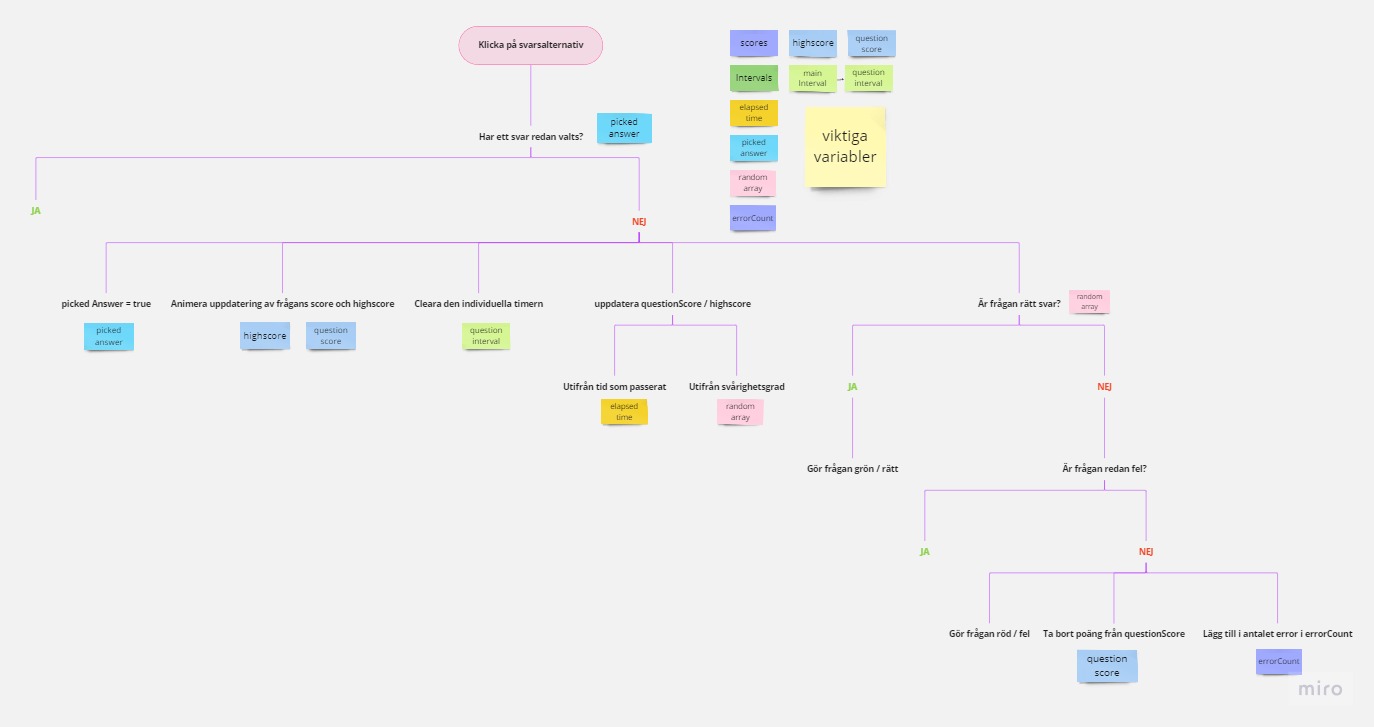 Klicka på svarsalternativ
scores
highscore
question
score
Intervals
main
Interval
question
interval
elapsed
time
viktiga
variabler
picked
answer
random
array
errorCount
Har ett svar redan valts?
picked
answer
JA
NEJ
picked Answer = true
picked
answer
Animera uppdatering av frågans score och highscore
highscore
question
score
Cleara den individuella timern
question
interval
uppdatera questionScore / highscore
Är frågan rätt svar?
random
array
Utifrån tid som passerat
elapsed
time
Utifrån svårighetsgrad
random
array
JA
NEJ
Gör frågan grön / rätt
Är frågan redan fel?
JA
NEJ
Gör frågan röd / fel
Ta bort poäng från questionScore
question
score
Lägg till i antalet error i errorCount
errorCount
miro